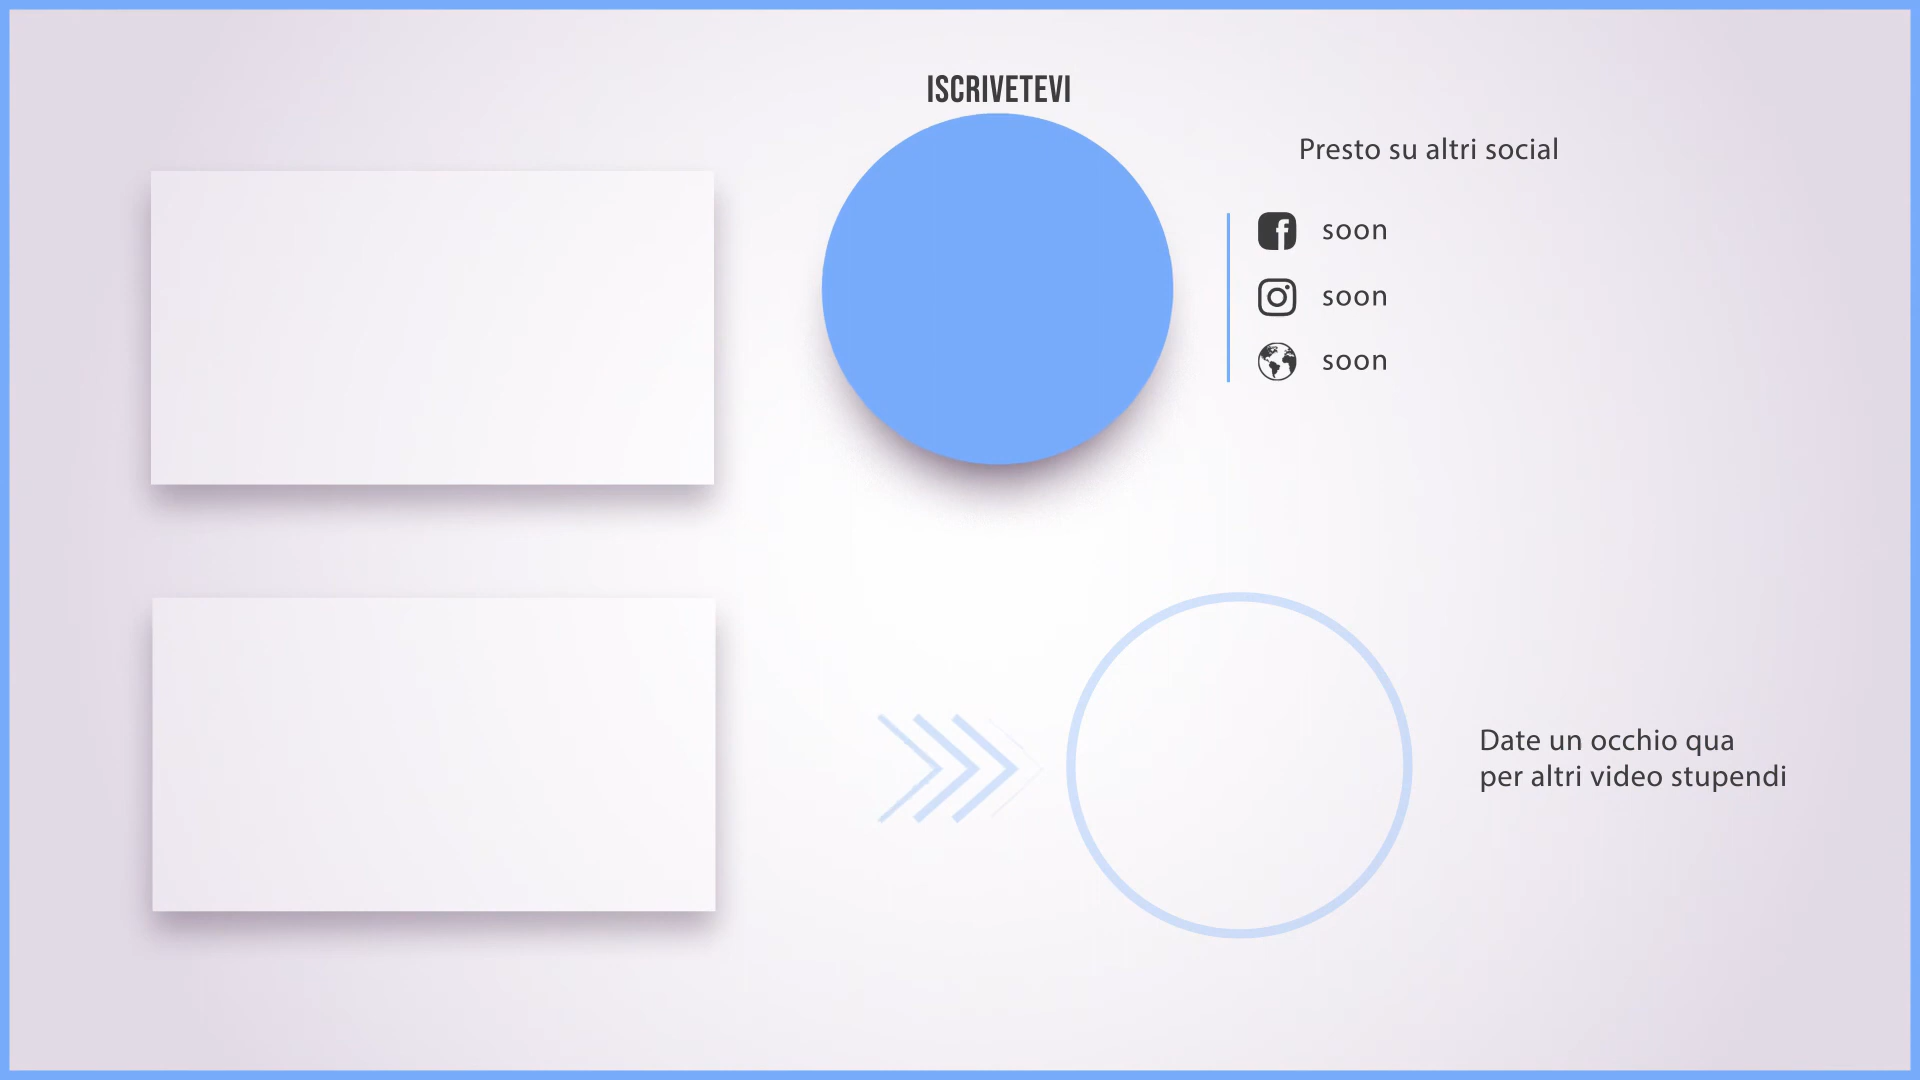 ISCRIVETEVI
Presto su altri social
soon
soon
soon
Date un occhio qua
per altri video stupendi